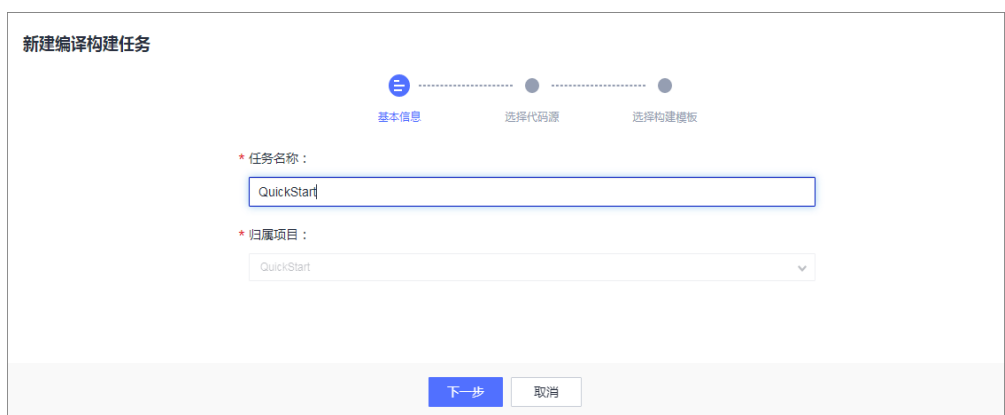 新建编译构建任务
基本信息 选择代码源 选择构建模板
* 任务名称：
QuickStart
* 归属项目：
QuickStart
下一步 取消